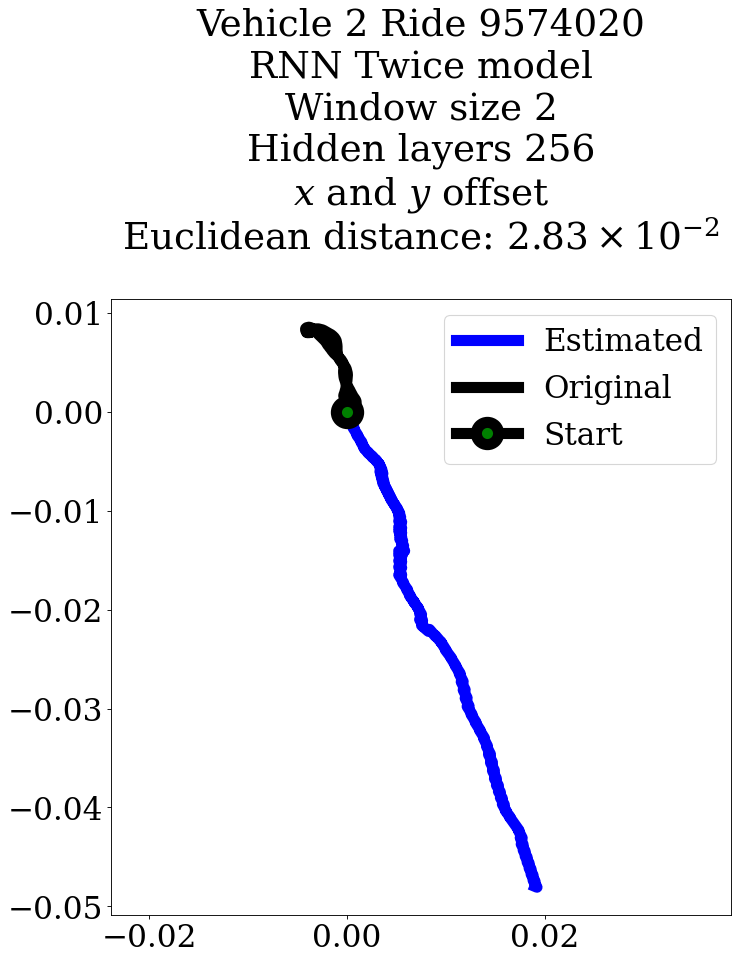 Vehicle 2 Ride 9574020
RNN Twice model
Window size 2
Hidden layers 256
x and y offset
Euclidean distance: 2.83 × 10⁻²
Estimated
Original
Start
0.01
0.00
−0.01
−0.02
−0.03
−0.04
−0.05
−0.02 0.00 0.02